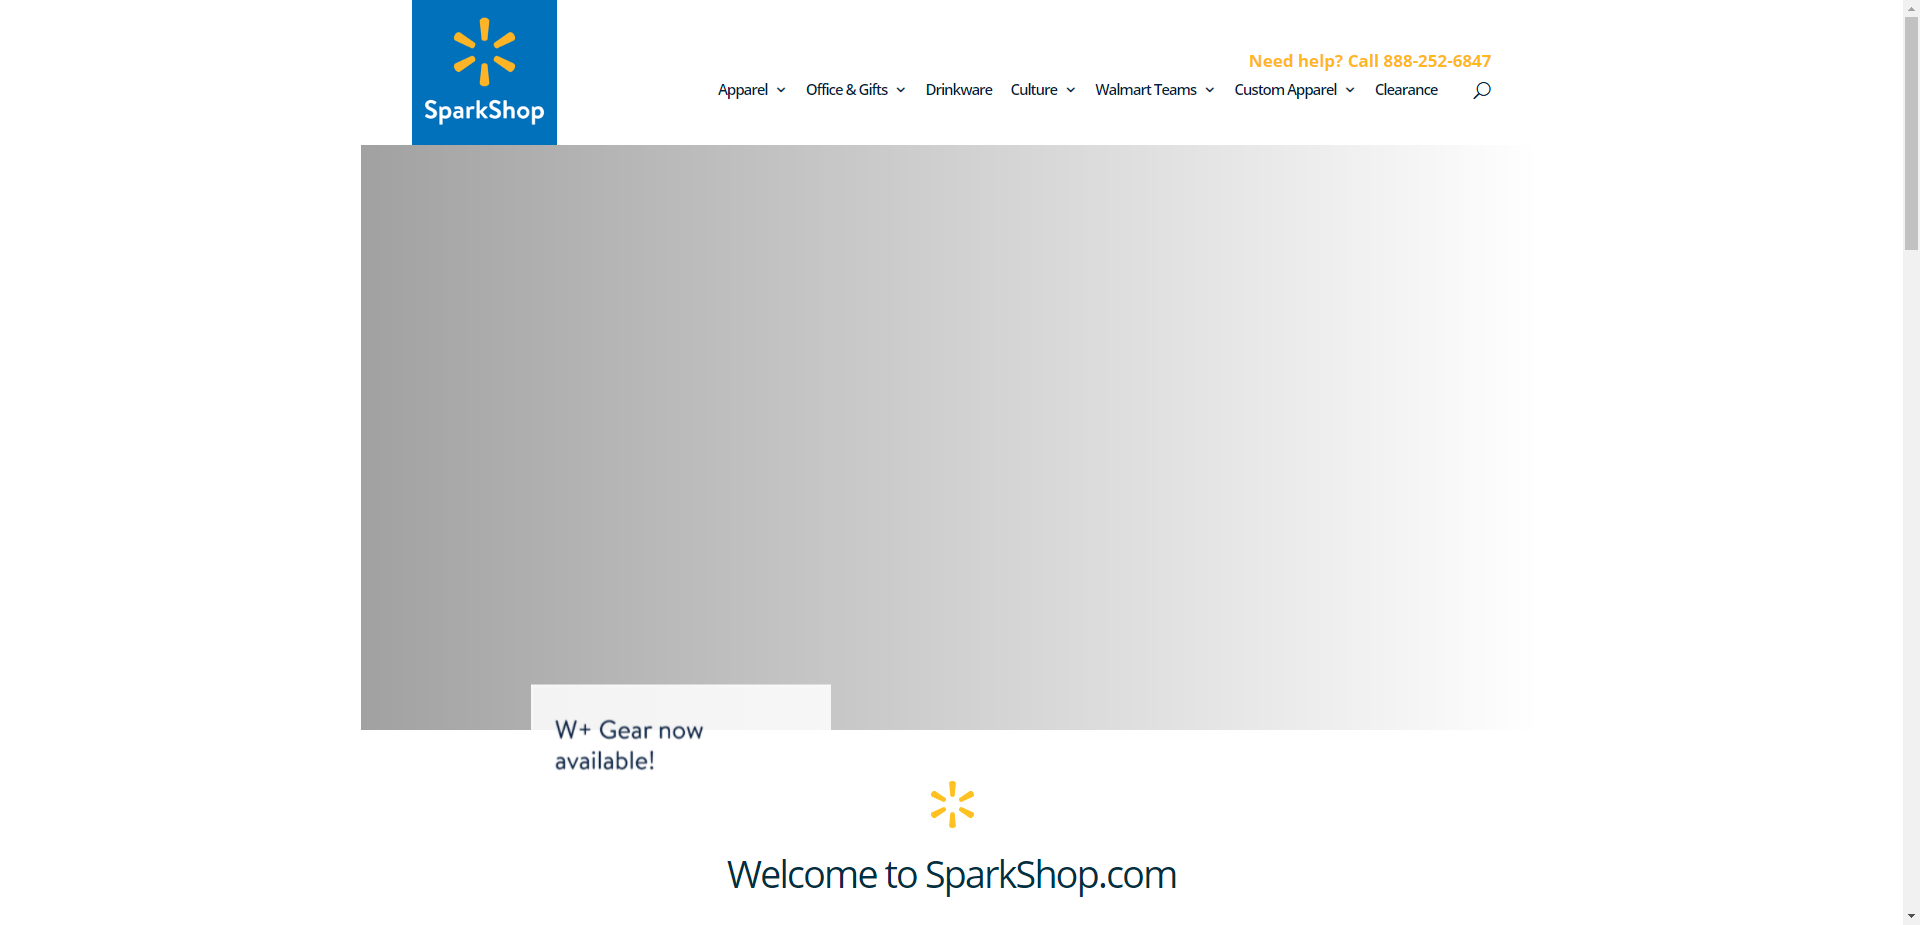 SparkShop
Need help? Call 888-252-6847
Apparel Office & Gifts Drinkware Culture Walmart Teams Custom Apparel Clearance
W+ Gear now
available!
Welcome to SparkShop.com